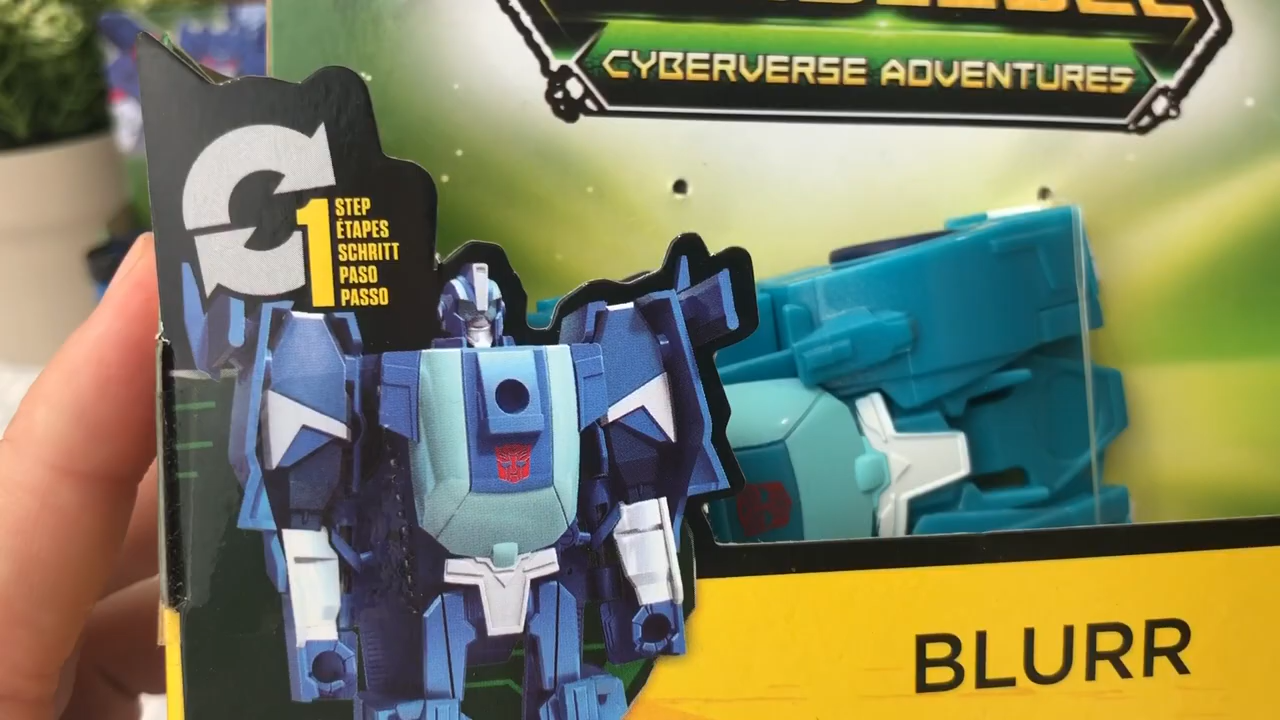 CYBERVERSE ADVENTURES
1
STEP
ÉTAPES
SCHRITT
PASO
PASSO
BLURR